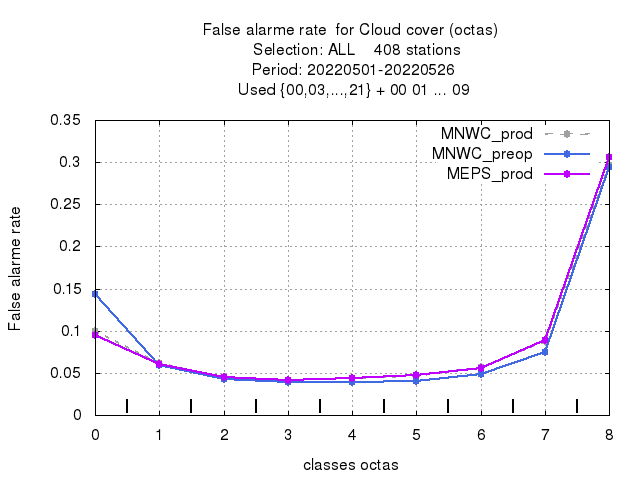 False alarme rate  for Cloud cover (octas)
Selection: ALL    408 stations
Period: 20220501-20220526
Used {00,03,...,21} + 00 01 ... 09
MNWC_prod
MNWC_preop
MEPS_prod
0.35
0.3
0.25
0.2
0.15
0.1
0.05
0
False alarme rate
0 1 2 3 4 5 6 7 8
classes octas